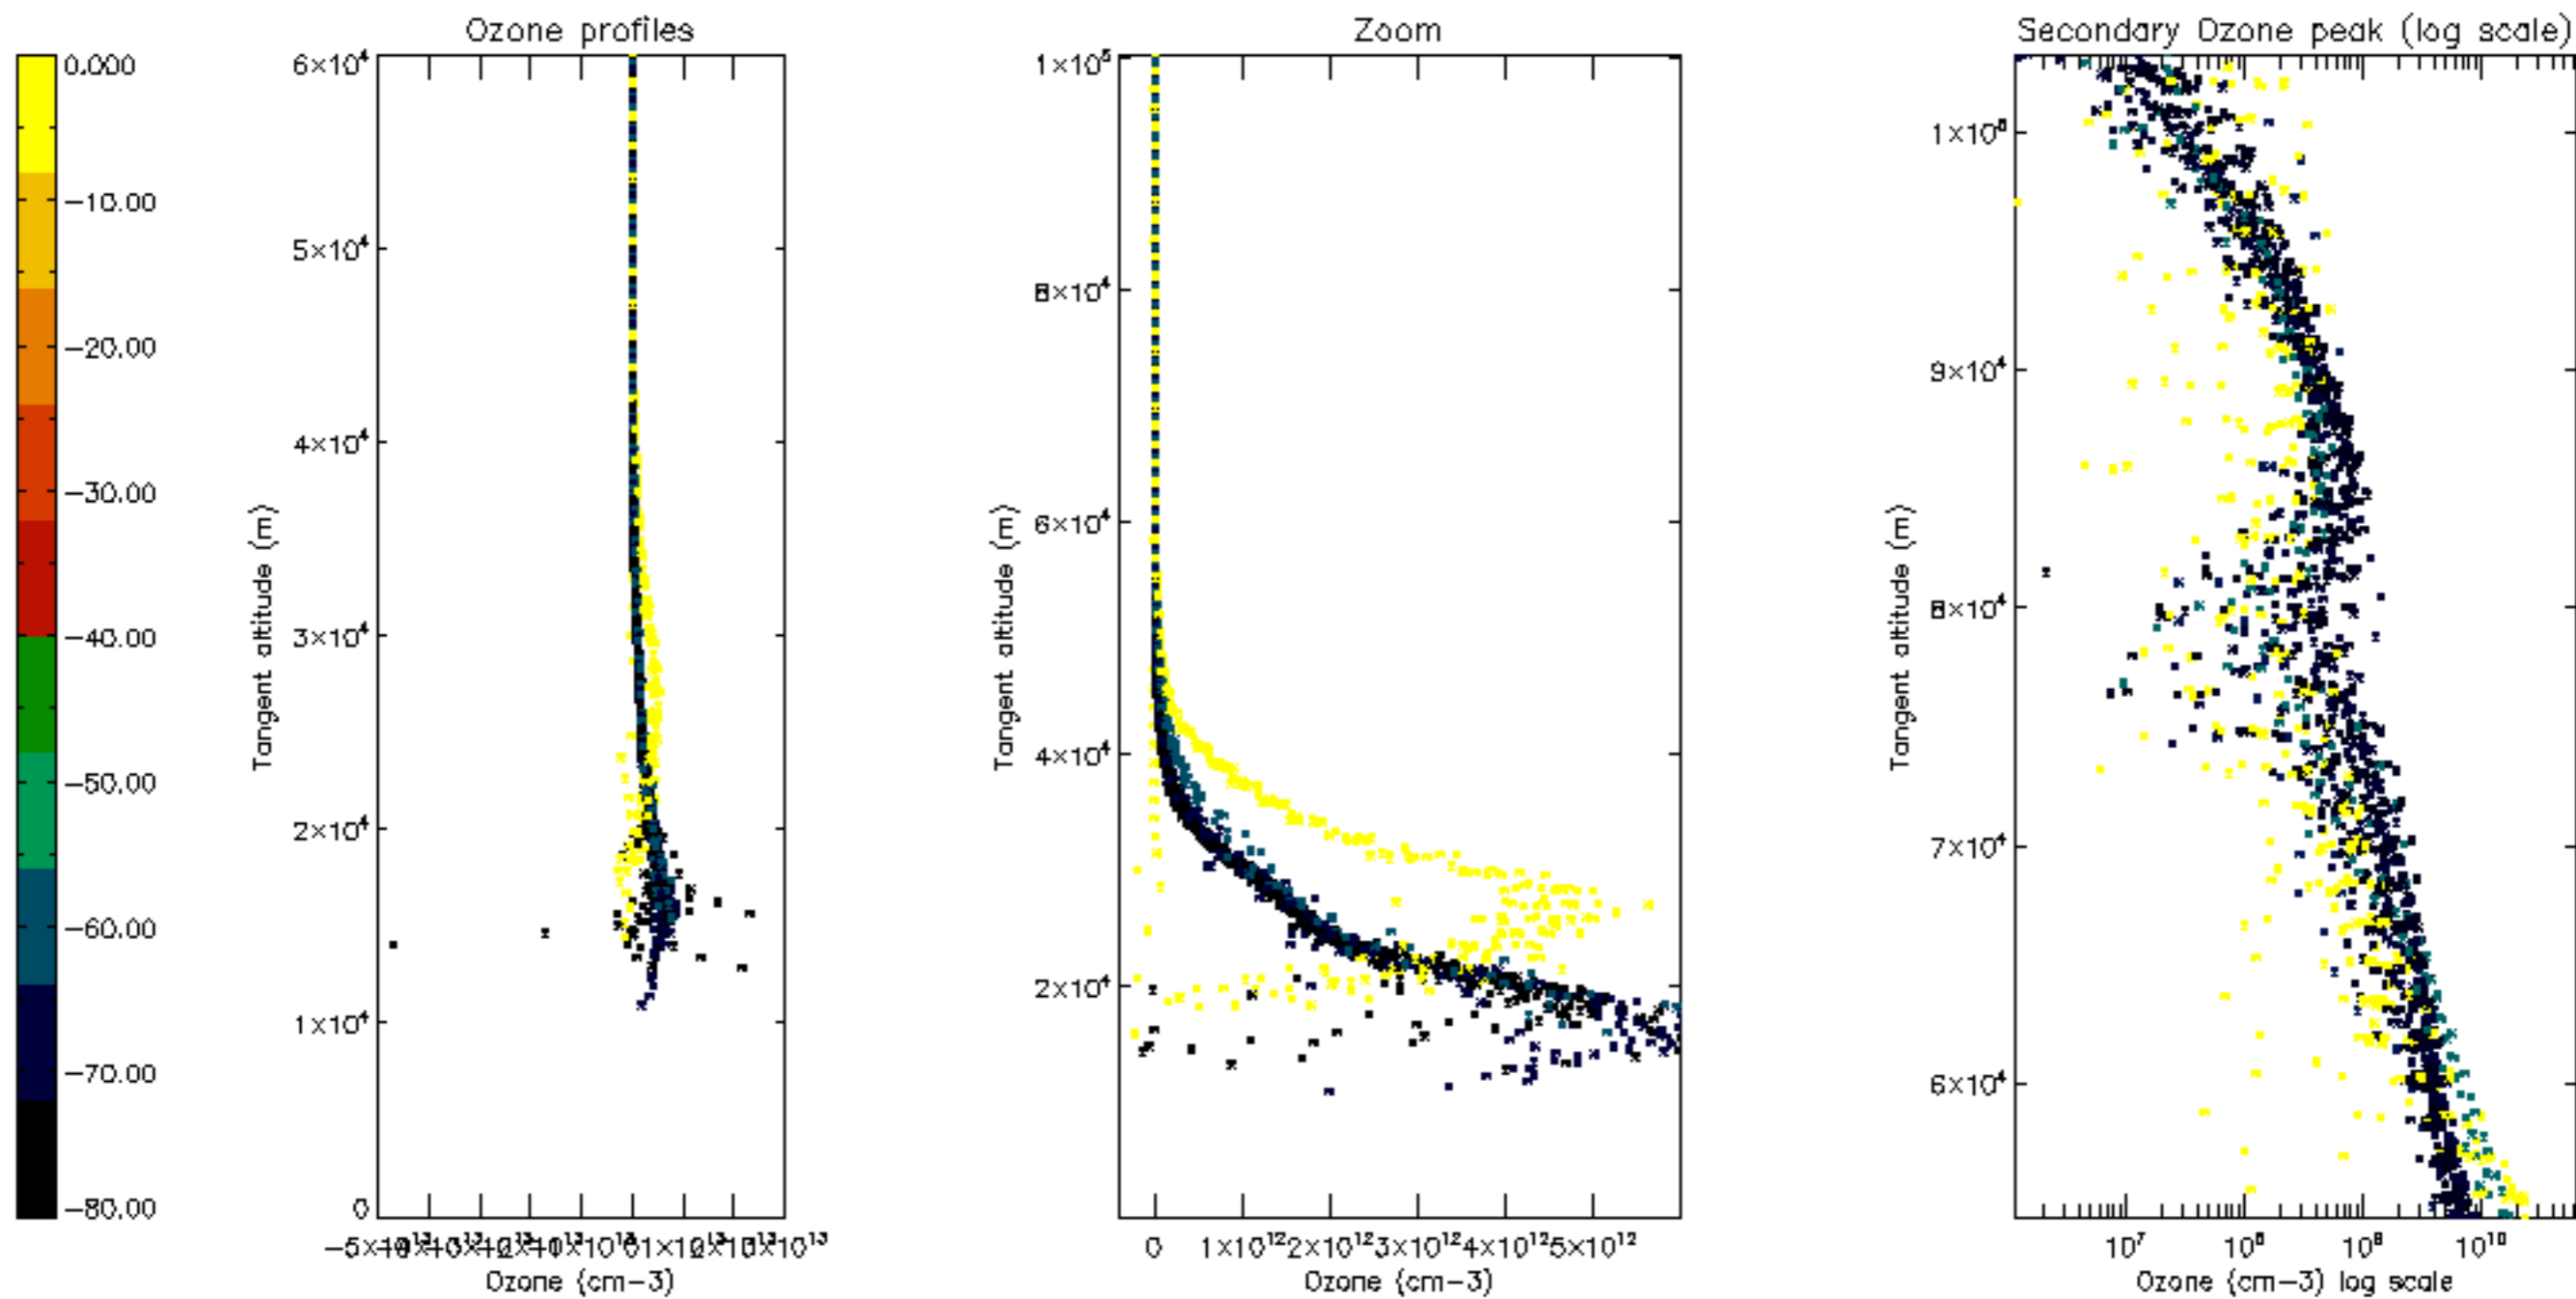 Ozone profiles
Zoom
Secondary Ozone peak (log scale)
0.000
−10.00
−20.00
−30.00
−40.00
−50.00
−60.00
−70.00
−80.00
6×10⁴
5×10⁴
4×10⁴
3×10⁴
2×10⁴
1×10⁴
0
Tangent altitude (m)
Ozone (cm−3)
1×10⁵
8×10⁴
6×10⁴
4×10⁴
2×10⁴
Tangent altitude (m)
0 1×10¹² 2×10¹² 3×10¹² 4×10¹² 5×10¹²
Ozone (cm−3)
9×10⁴
8×10⁴
7×10⁴
6×10⁴
Tangent altitude (m)
10⁷ 10⁸ 10⁹ 10¹⁰
Ozone (cm−3) log scale